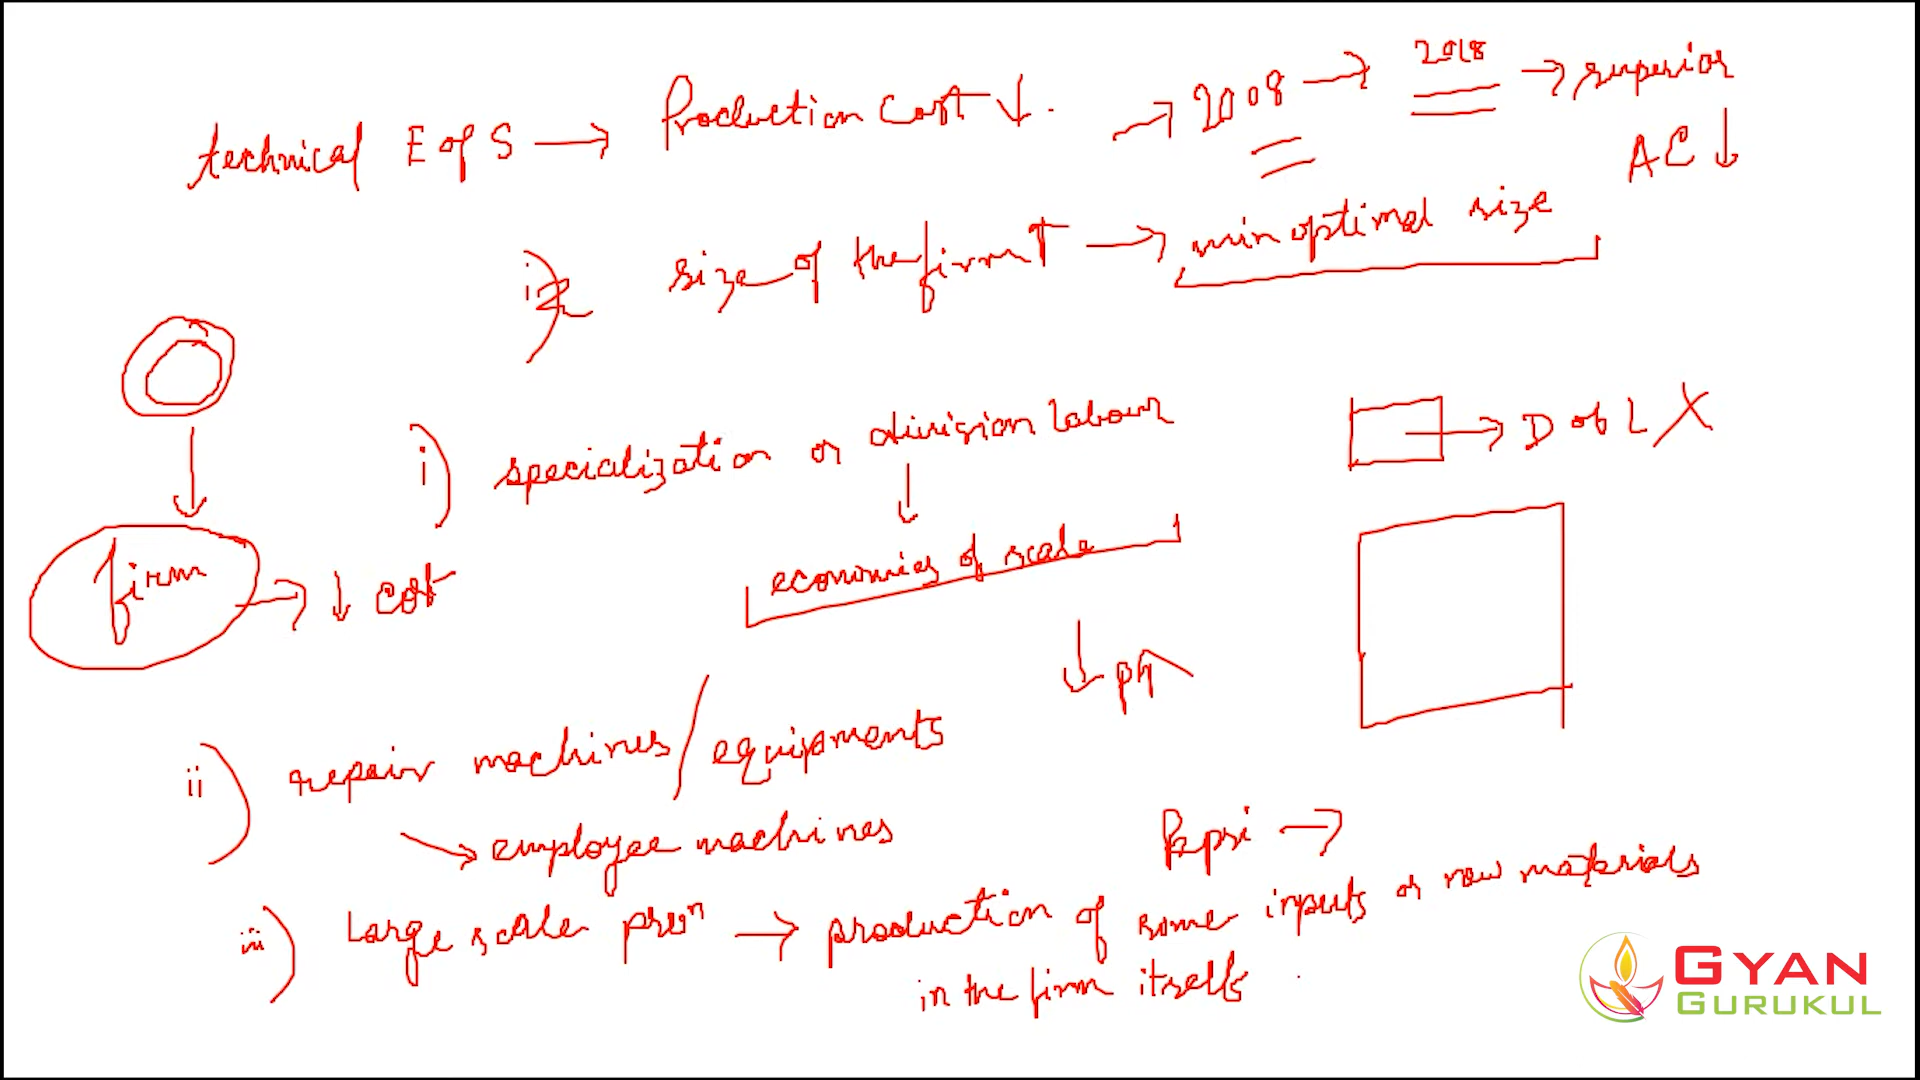 technical E of S → Production Cost ↓ . → 2008 → 2018 → superior
AC ↓
i) size of the firm ↑ → min optimal size
i) specialization or division labour
D of L X
economies of scale
firm → ↓ cost
ii) repair machines / equipments
→ employee machines
Pepsi →
iii) Large scale pron → production of some inputs or raw materials
in the firm itself
GYAN
GURUKUL